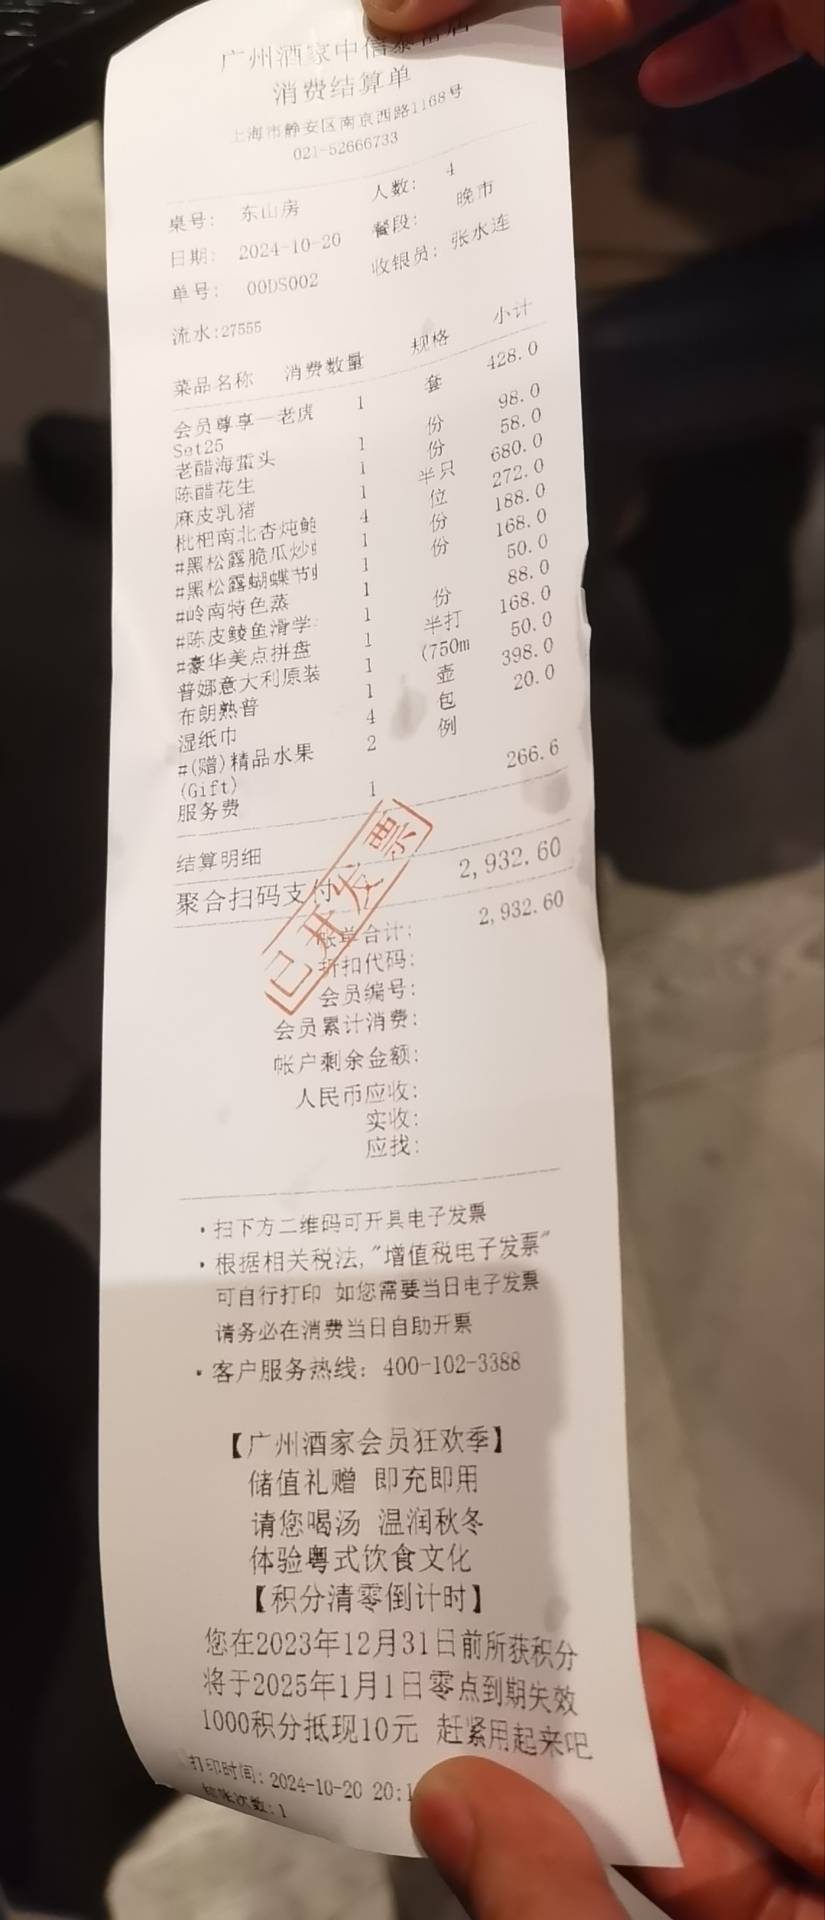 广州酒家中信泰富店
消费结算单
上海市静安区南京西路1168号
021-52666733
桌号: 东山房 人数: 4
日期: 2024-10-20 餐段: 晚市
单号: 00DS002 收银员: 张水连
流水:27555
菜品名称 消费数量 规格 小计
会员尊享—老虎 1 套 428.0
Set25
老醋海蜇头 1 份 98.0
陈醋花生 1 份 58.0
麻皮乳猪 1 半只 680.0
枇杷南北杏炖鲍 4 位 272.0
#黑松露脆瓜炒 1 份 188.0
#黑松露蝴蝶节 1 份 168.0
#岭南特色蒸 1 50.0
#陈皮鲮鱼滑学 1 份 88.0
#豪华美点拼盘 1 半打 168.0
普娜意大利原装 1 (750m 50.0
布朗熟普 1 壶 398.0
湿纸巾 4 包 20.0
#(赠)精品水果 2 例
(Gift)
服务费 1 266.6
结算明细
聚合扫码支付 2,932.60
账单合计: 2,932.60
折扣代码:
会员编号:
会员累计消费:
帐户剩余金额:
人民币应收:
实收:
应找:
已开发票
·扫下方二维码可开具电子发票
·根据相关税法,"增值税电子发票"
可自行打印 如您需要当日电子发票
请务必在消费当日自助开票
·客户服务热线: 400-102-3388
【广州酒家会员狂欢季】
储值礼赠 即充即用
请您喝汤 温润秋冬
体验粤式饮食文化
【积分清零倒计时】
您在2023年12月31日前所获积分
将于2025年1月1日零点到期失效
1000积分抵现10元 赶紧用起来吧
打印时间: 2024-10-20 20:1
结账次数:1